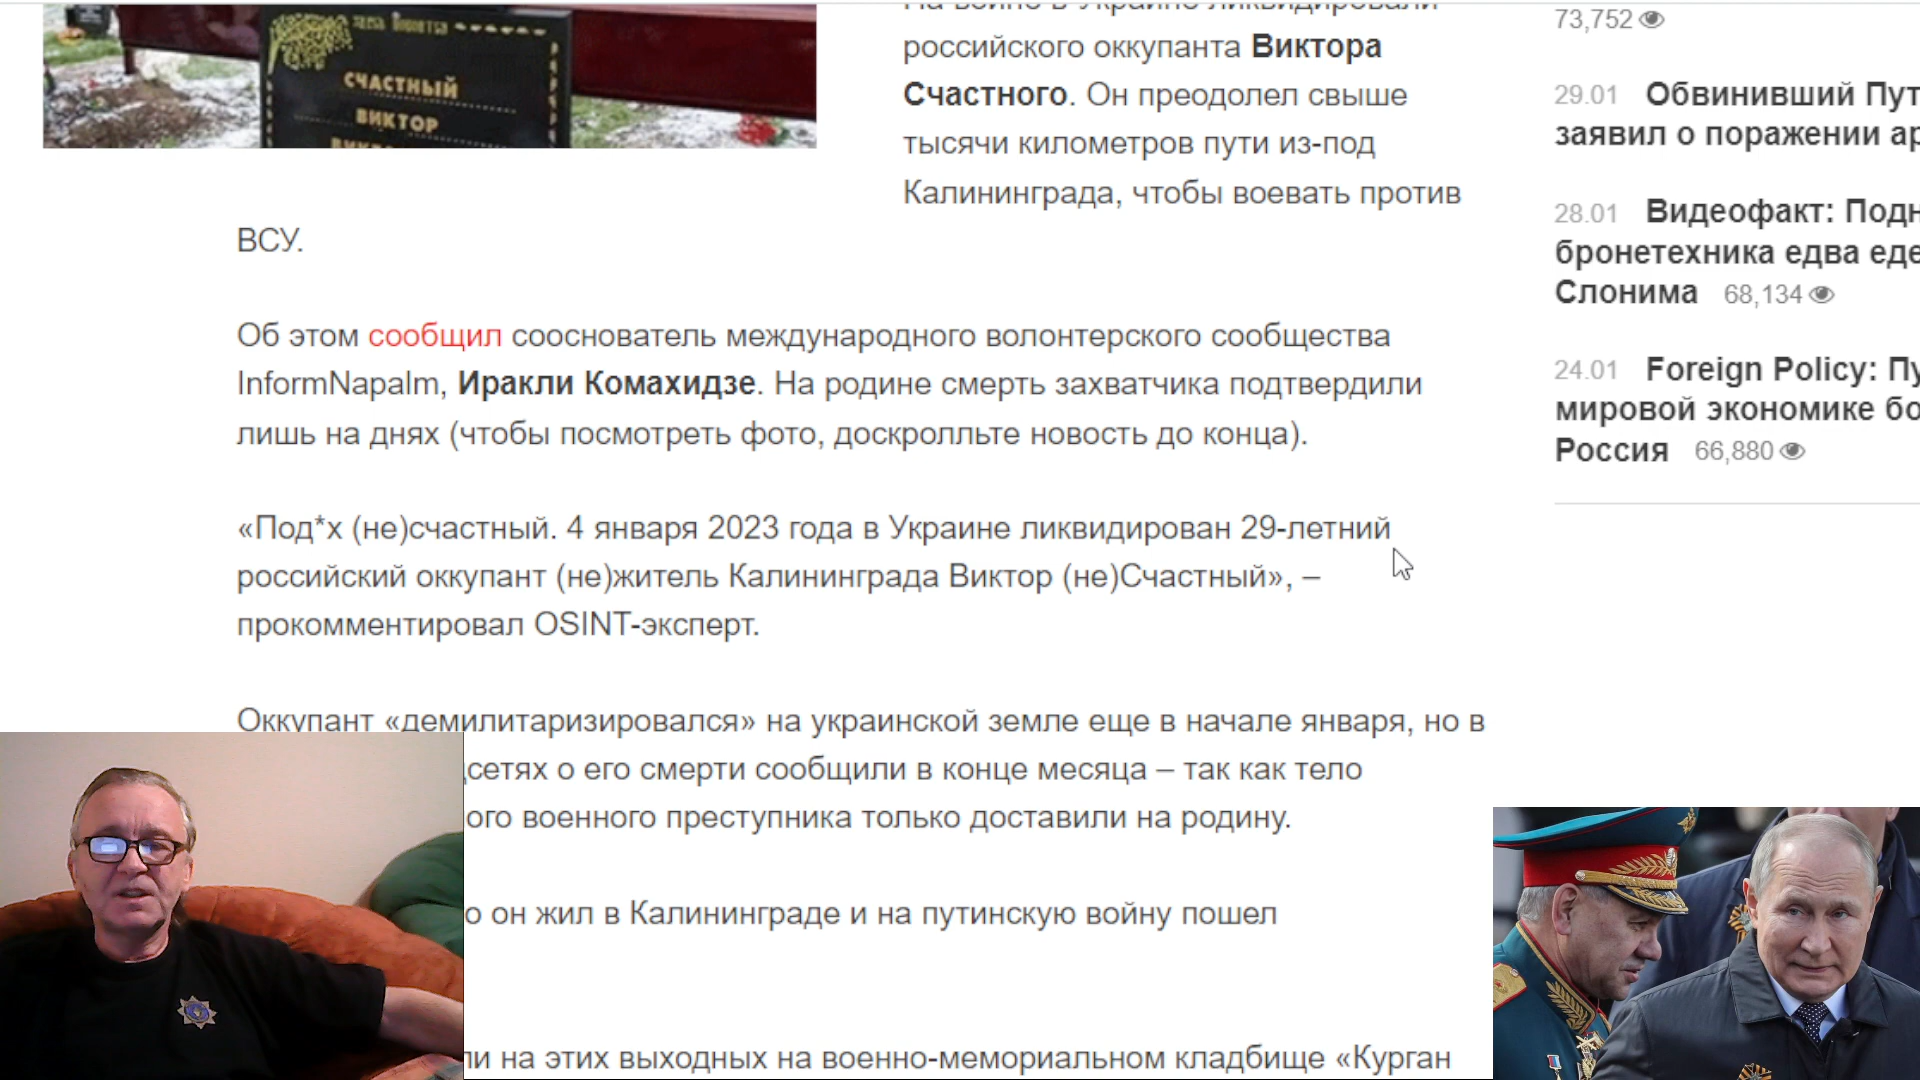 СЧАСТНЫЙ
ВИКТОР
российского оккупанта Виктора
Счастного. Он преодолел свыше
тысячи километров пути из-под
Калининграда, чтобы воевать против
ВСУ.
Об этом сообщил сооснователь международного волонтерского сообщества
InformNapalm, Иракли Комахидзе. На родине смерть захватчика подтвердили
лишь на днях (чтобы посмотреть фото, доскролльте новость до конца).
«Под*х (не)счастный. 4 января 2023 года в Украине ликвидирован 29-летний
российский оккупант (не)житель Калининграда Виктор (не)Счастный», –
прокомментировал OSINT-эксперт.
Оккупант «демилитаризировался» на украинской земле еще в начале января, но в
сетях о его смерти сообщили в конце месяца – так как тело
ого военного преступника только доставили на родину.
о он жил в Калининграде и на путинскую войну пошел
ли на этих выходных на военно-мемориальном кладбище «Курган
73,752
29.01 Обвинивший Пут
заявил о поражении ар
28.01 Видеофакт: Подн
бронетехника едва еде
Слонима 68,134
24.01 Foreign Policy: Пу
мировой экономике бо
Россия 66,880